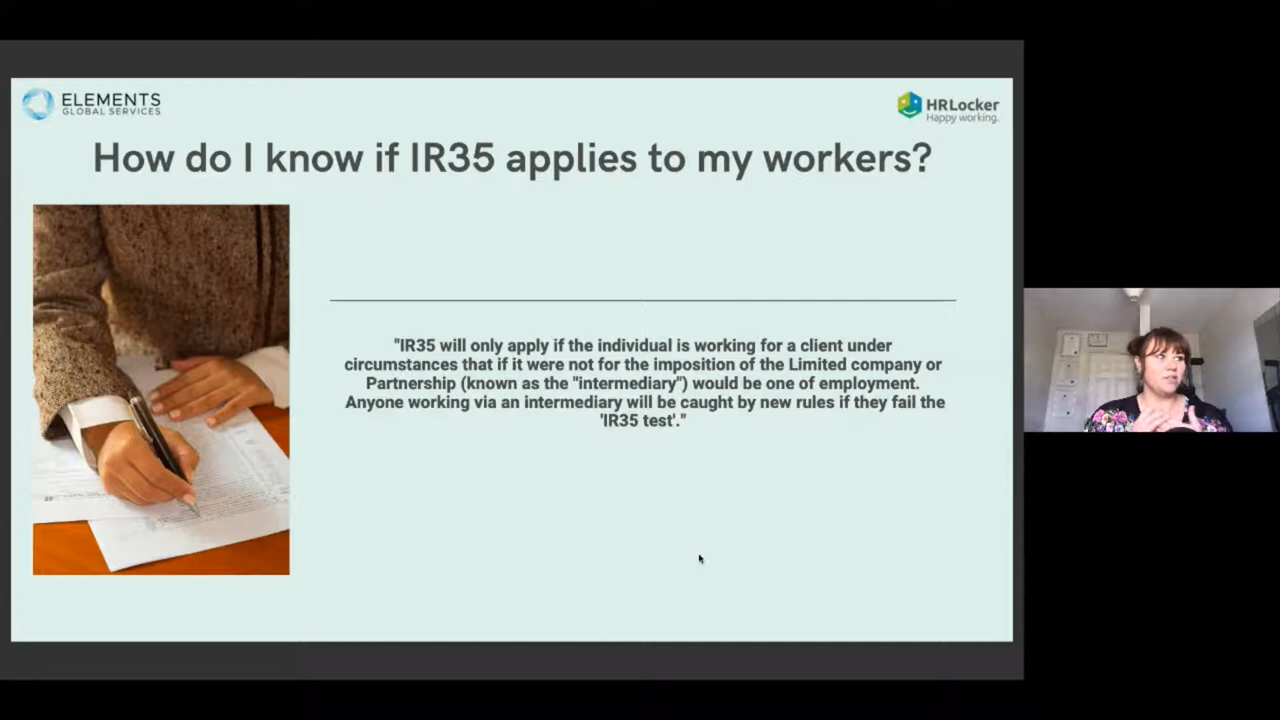 ELEMENTS
GLOBAL SERVICES
HRLocker
Happy working.
How do I know if IR35 applies to my workers?
"IR35 will only apply if the individual is working for a client under
circumstances that if it were not for the imposition of the Limited company or
Partnership (known as the "intermediary") would be one of employment.
Anyone working via an intermediary will be caught by new rules if they fail the
'IR35 test'."